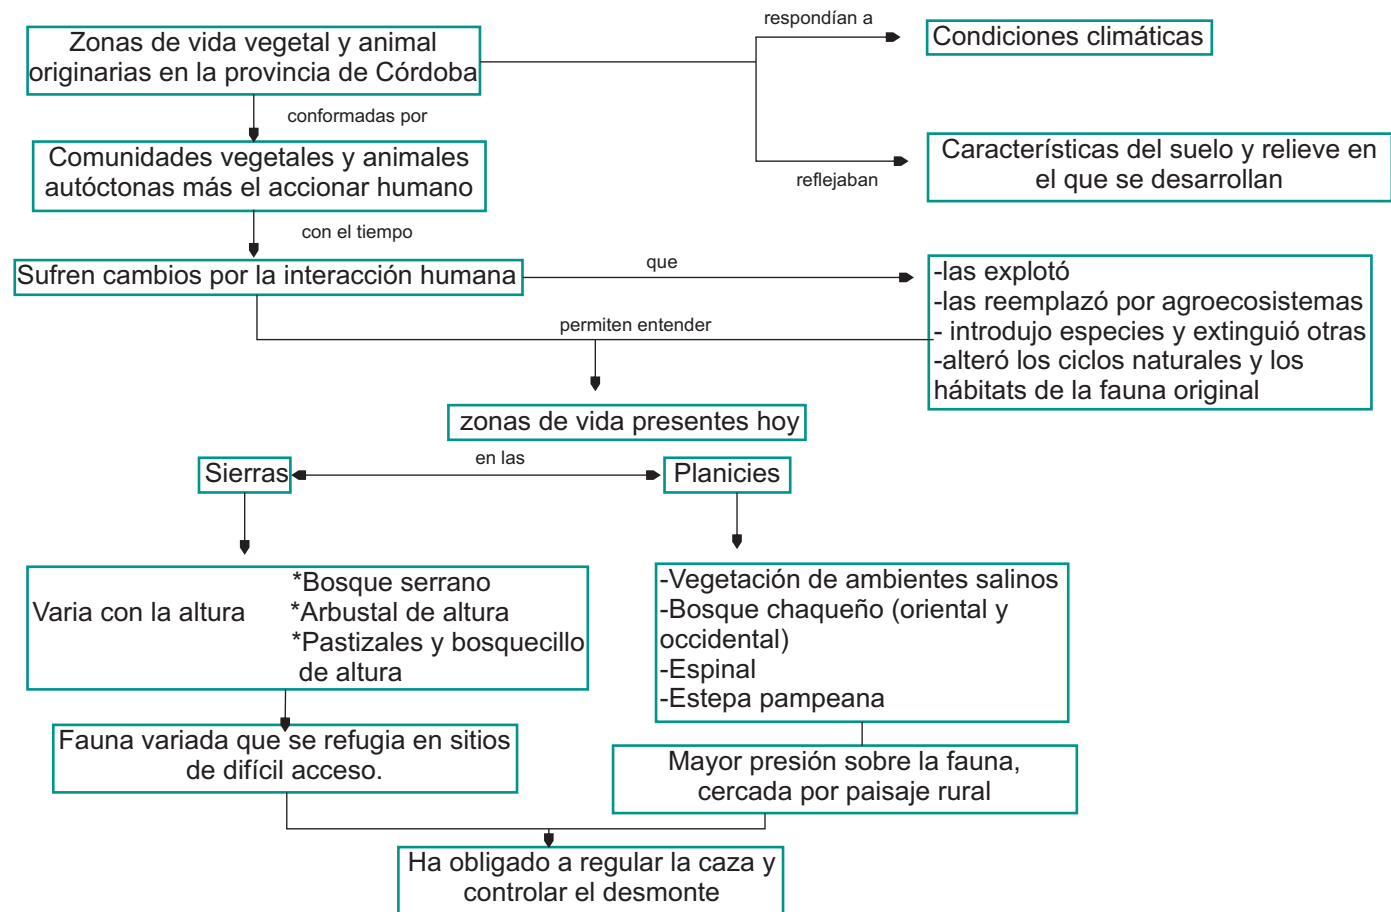 Zonas de vida vegetal y animal
originarias en la provincia de Córdoba
respondían a
Condiciones climáticas
reflejaban
Características del suelo y relieve en
el que se desarrollan
conformadas por
Comunidades vegetales y animales
autóctonas más el accionar humano
con el tiempo
Sufren cambios por la interacción humana
que
-las explotó
-las reemplazó por agroecosistemas
- introdujo especies y extinguió otras
-alteró los ciclos naturales y los
hábitats de la fauna original
permiten entender
zonas de vida presentes hoy
en las
Sierras
Planicies
Varia con la altura
*Bosque serrano
*Arbustal de altura
*Pastizales y bosquecillo
de altura
-Vegetación de ambientes salinos
-Bosque chaqueño (oriental y
occidental)
-Espinal
-Estepa pampeana
Fauna variada que se refugia en sitios
de difícil acceso.
Mayor presión sobre la fauna,
cercada por paisaje rural
Ha obligado a regular la caza y
controlar el desmonte